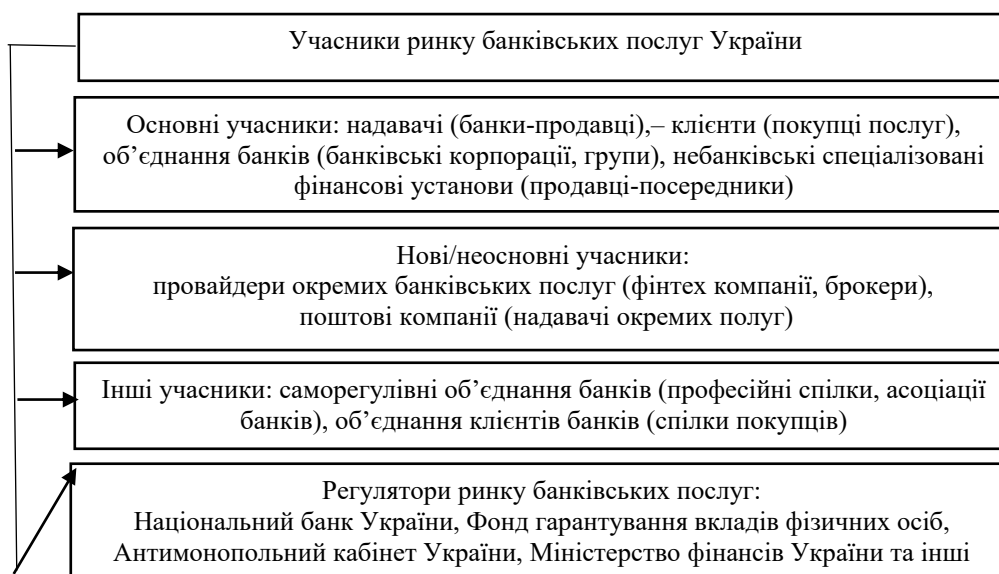 Учасники ринку банківських послуг України
Основні учасники: надавачі (банки-продавці),– клієнти (покупці послуг),
об’єднання банків (банківські корпорації, групи), небанківські спеціалізовані
фінансові установи (продавці-посередники)
Нові/неосновні учасники:
провайдери окремих банківських послуг (фінтех компанії, брокери),
поштові компанії (надавачі окремих полуг)
Інші учасники: саморегулівні об’єднання банків (професійні спілки, асоціації
банків), об’єднання клієнтів банків (спілки покупців)
Регулятори ринку банківських послуг:
Національний банк України, Фонд гарантування вкладів фізичних осіб,
Антимонопольний кабінет України, Міністерство фінансів України та інші